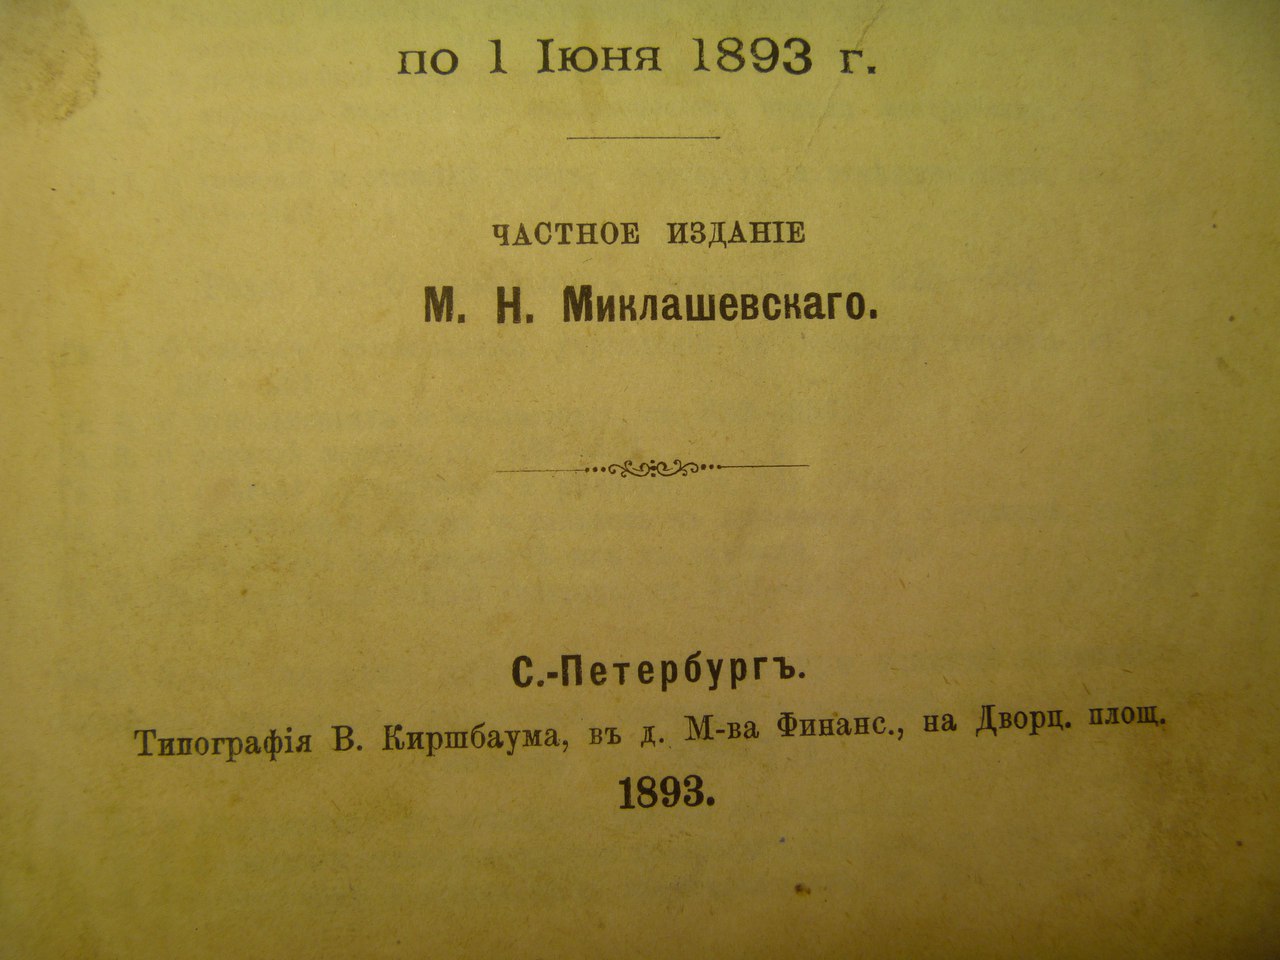 по 1 Іюня 1893 г.
ЧАСТНОЕ ИЗДАНІЕ
М. Н. Миклашевскаго.
С.-Петербургъ.
Типографія В. Киршбаума, въ д. М-ва Финанс., на Дворц. площ.
1893.